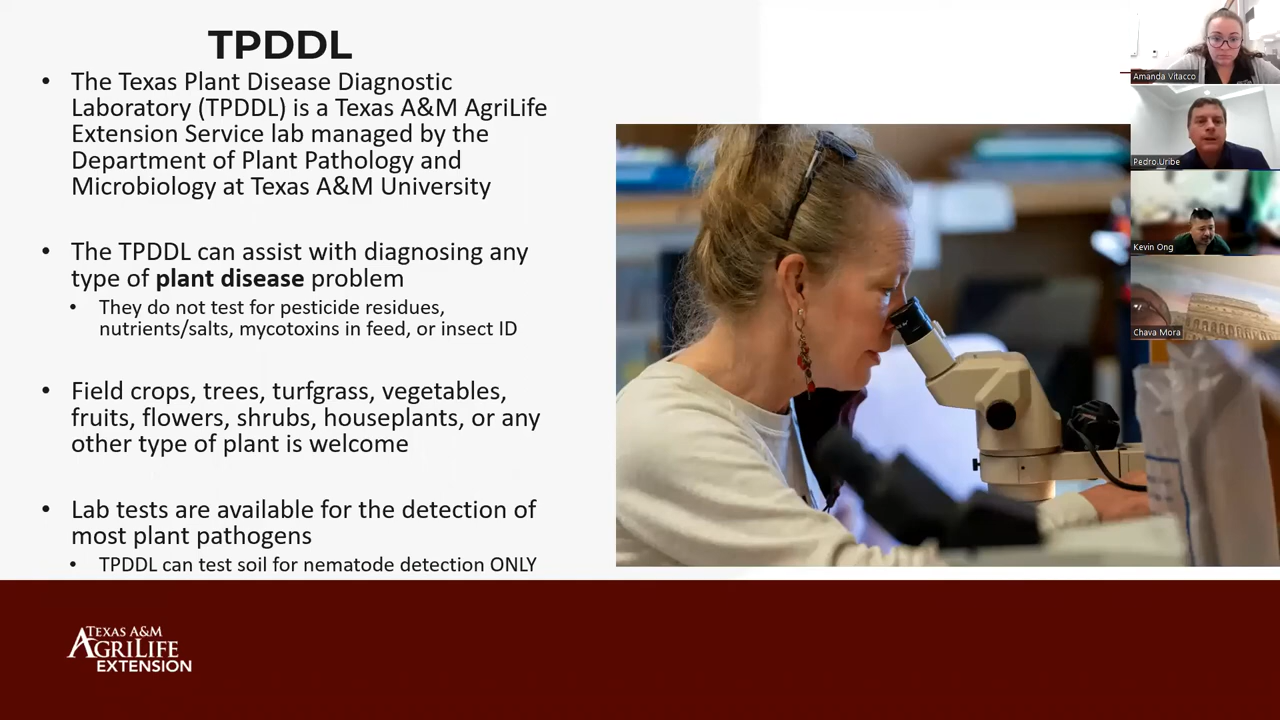 TPDDL
• The Texas Plant Disease Diagnostic
Laboratory (TPDDL) is a Texas A&M AgriLife
Extension Service lab managed by the
Department of Plant Pathology and
Microbiology at Texas A&M University
• The TPDDL can assist with diagnosing any
type of plant disease problem
• They do not test for pesticide residues,
nutrients/salts, mycotoxins in feed, or insect ID
• Field crops, trees, turfgrass, vegetables,
fruits, flowers, shrubs, houseplants, or any
other type of plant is welcome
• Lab tests are available for the detection of
most plant pathogens
• TPDDL can test soil for nematode detection ONLY
TEXAS A&M
AGRILIFE
EXTENSION
Amanda Vitacco
Pedro Uribe
Kevin Ong
Chava Mora